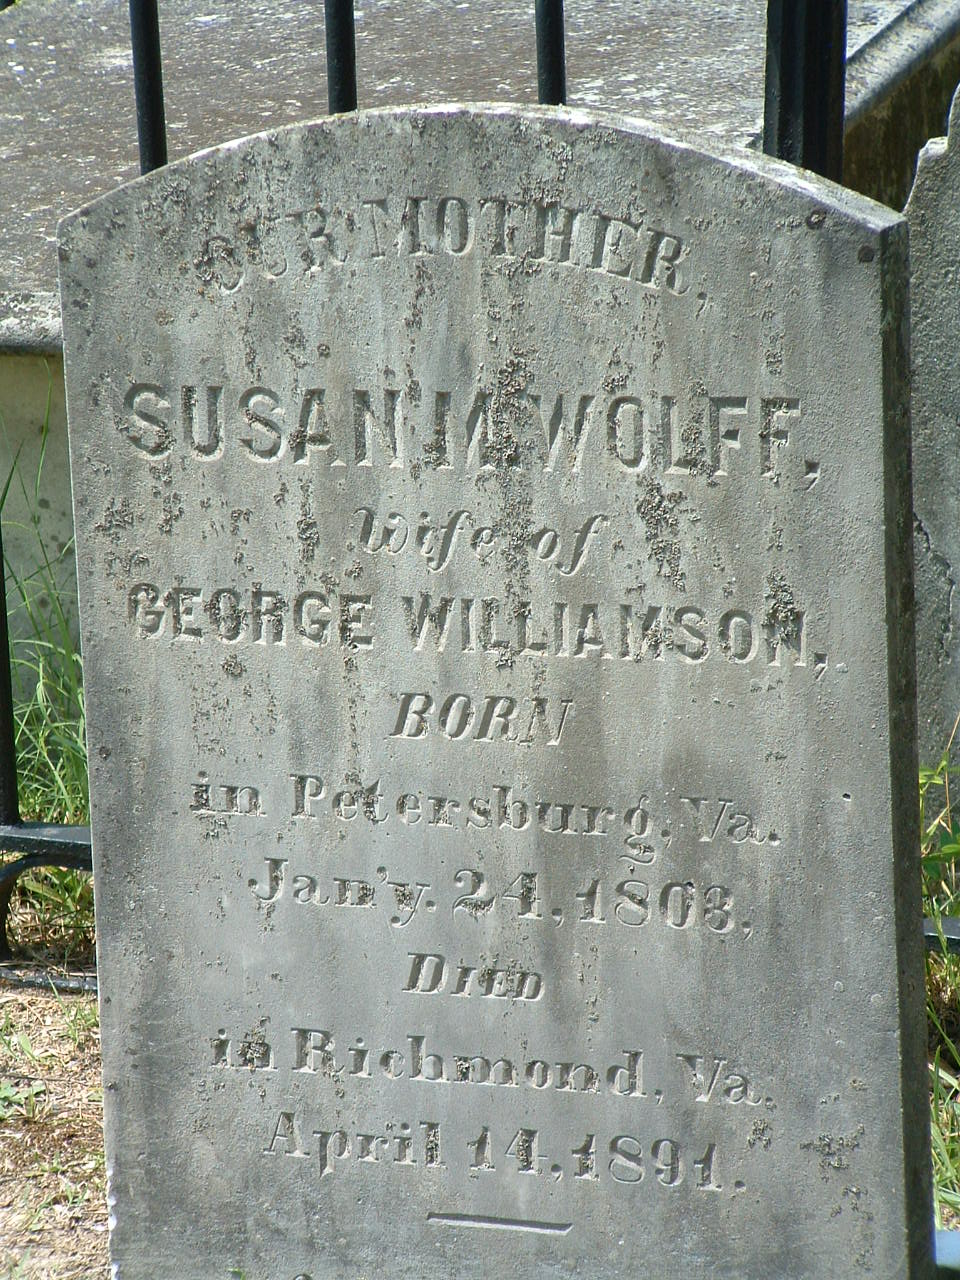 OUR MOTHER,
SUSAN M. WOLFF,
wife of
GEORGE WILLIAMSON,
BORN
in Petersburg, Va.
Jan'y. 24, 1803,
DIED
in Richmond, Va.
April 14, 1891.